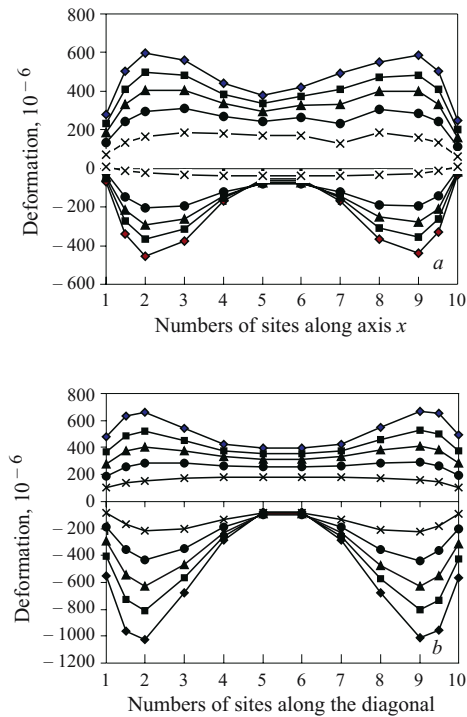 800
600
400
200
0
– 200
– 400
– 600
Deformation, 10 – 6
a
1 2 3 4 5 6 7 8 9 10
Numbers of sites along axis x
800
600
400
200
0
– 200
– 400
– 600
– 800
– 1000
– 1200
Deformation, 10 – 6
b
1 2 3 4 5 6 7 8 9 10
Numbers of sites along the diagonal